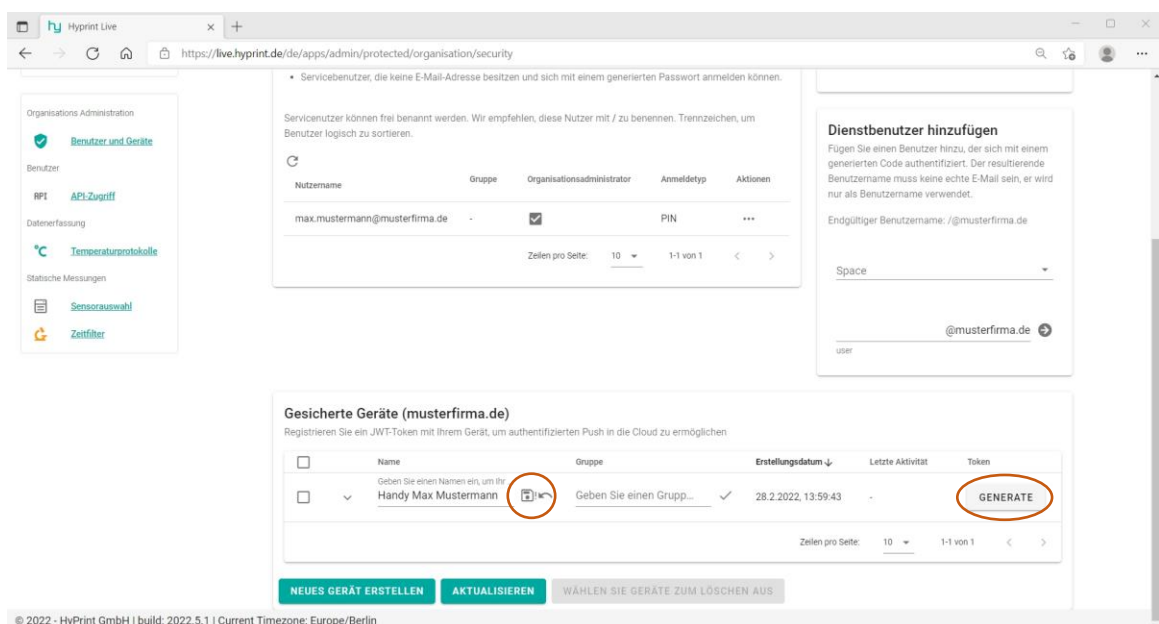 Hyprint Live
https://live.hyprint.de/de/apps/admin/protected/organisation/security
Organisations Administration
Benutzer und Geräte
Benutzer
API
API-Zugriff
Datenerfassung
°C
Temperaturprotokolle
Statische Messungen
Sensorauswahl
Zeitfilter
• Servicebenutzer, die keine E-Mail-Adresse besitzen und sich mit einem generierten Passwort anmelden können.
Servicenutzer können frei benannt werden. Wir empfehlen, diese Nutzer mit / zu benennen. Trennzeichen, um
Benutzer logisch zu sortieren.
Nutzername Gruppe Organisationsadministrator Anmeldetyp Aktionen
max.mustermann@musterfirma.de - PIN ...
Zeilen pro Seite: 10 1-1 von 1
Dienstbenutzer hinzufügen
Fügen Sie einen Benutzer hinzu, der sich mit einem
generierten Code authentifiziert. Der resultierende
Benutzername muss keine echte E-Mail sein, er wird
nur als Benutzername verwendet.
Endgültiger Benutzername: /@musterfirma.de
Space
@musterfirma.de
user
Gesicherte Geräte (musterfirma.de)
Registrieren Sie ein JWT-Token mit Ihrem Gerät, um authentifizierten Push in die Cloud zu ermöglichen
Name Gruppe Erstellungsdatum Letzte Aktivität Token
Geben Sie einen Namen ein, um Ihr ...
Handy Max Mustermann Geben Sie einen Grupp... 28.2.2022, 13:59:43 - GENERATE
Zeilen pro Seite: 10 1-1 von 1
NEUES GERÄT ERSTELLEN AKTUALISIEREN WÄHLEN SIE GERÄTE ZUM LÖSCHEN AUS
© 2022 - HyPrint GmbH | build: 2022.5.1 | Current Timezone: Europe/Berlin